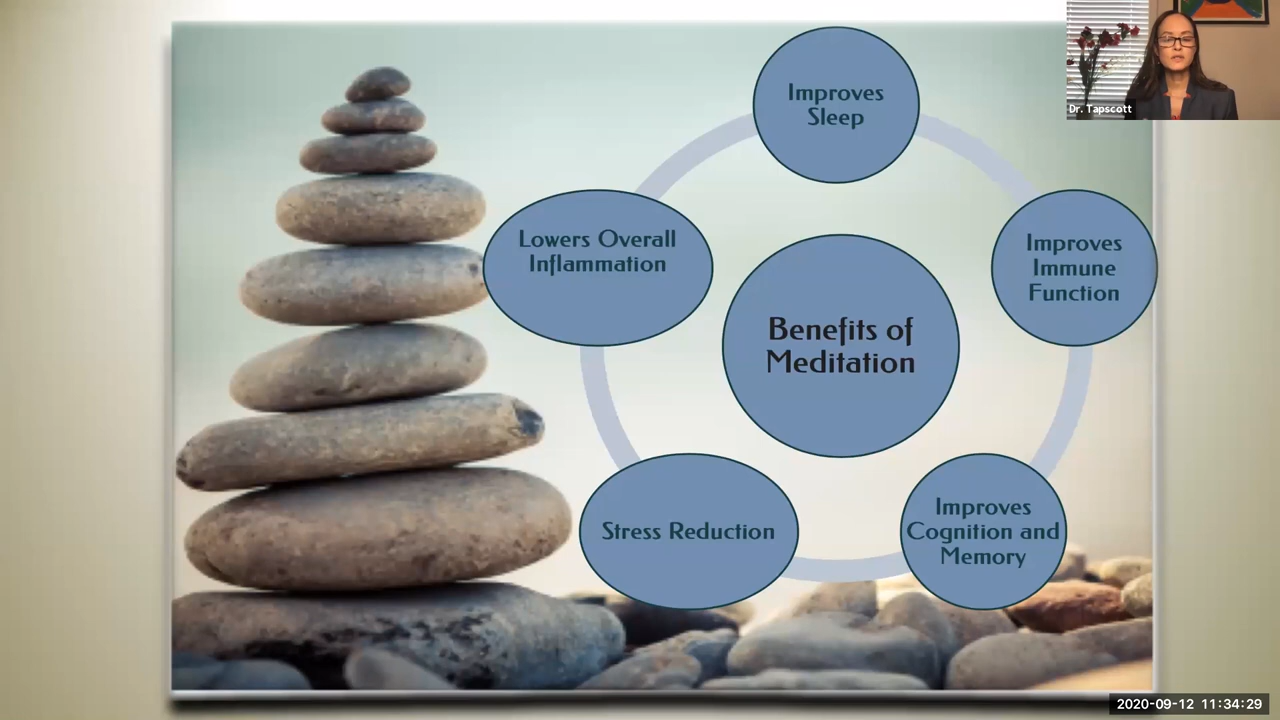 Improves
Sleep
Dr. Tapscott
Lowers Overall
Inflammation
Improves
Immune
Function
Benefits of
Meditation
Stress Reduction
Improves
Cognition and
Memory
2020-09-12 11:34:29